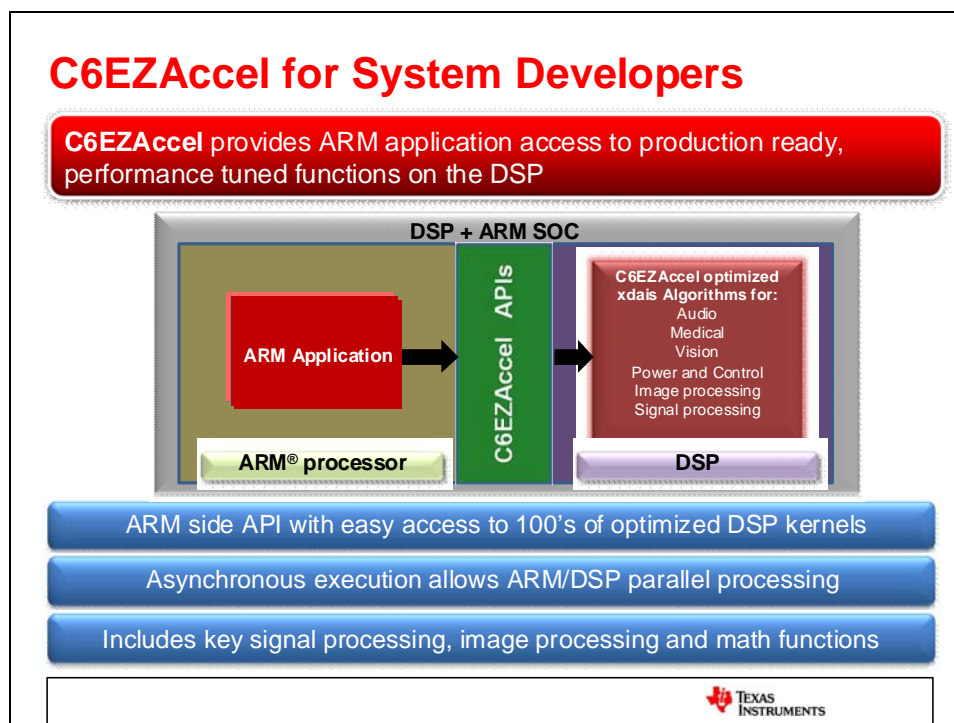 C6EZAccel for System Developers
C6EZAccel provides ARM application access to production ready,
performance tuned functions on the DSP
DSP + ARM SOC
ARM Application
ARM® processor
C6EZAccel APIs
C6EZAccel optimized
xdais Algorithms for:
Audio
Medical
Vision
Power and Control
Image processing
Signal processing
DSP
ARM side API with easy access to 100's of optimized DSP kernels
Asynchronous execution allows ARM/DSP parallel processing
Includes key signal processing, image processing and math functions
TEXAS
INSTRUMENTS